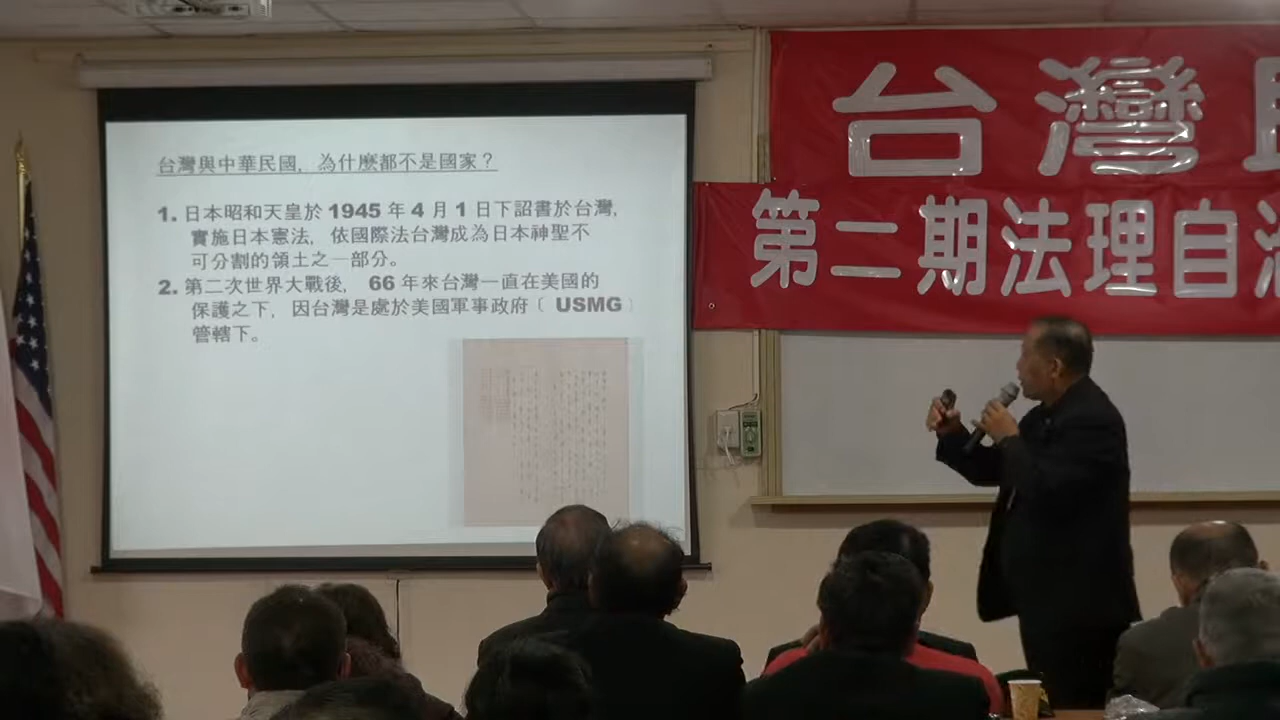 台灣與中華民國，為什麼都不是國家？
1. 日本昭和天皇於 1945 年 4 月 1 日下詔書於台灣，
實施日本憲法，依國際法台灣成為日本神聖不
可分割的領土之一部分。
2. 第二次世界大戰後， 66 年來台灣一直在美國的
保護之下，因台灣是處於美國軍事政府〔 USMG 〕
管轄下。
台灣
第二期法理自